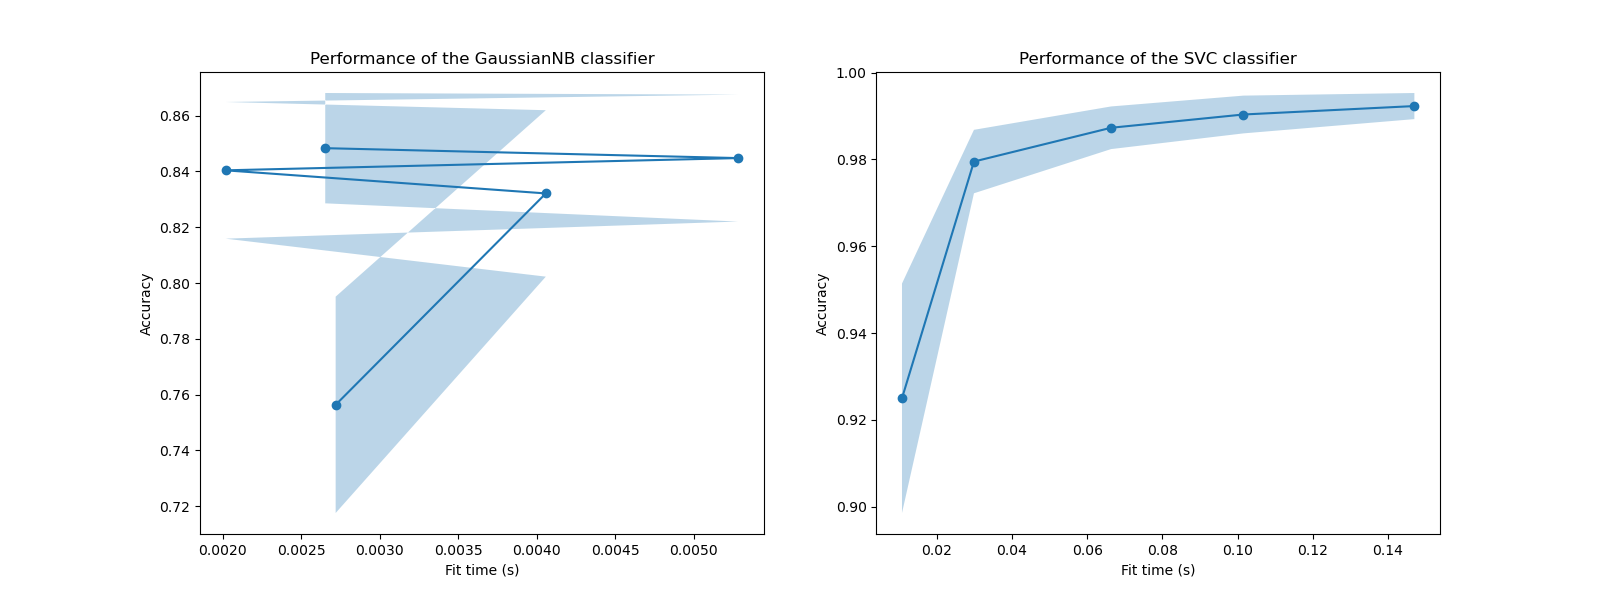 Performance of the GaussianNB classifier
Accuracy
0.86
0.84
0.82
0.80
0.78
0.76
0.74
0.72
0.0020 0.0025 0.0030 0.0035 0.0040 0.0045 0.0050
Fit time (s)
Performance of the SVC classifier
Accuracy
1.00
0.98
0.96
0.94
0.92
0.90
0.02 0.04 0.06 0.08 0.10 0.12 0.14
Fit time (s)